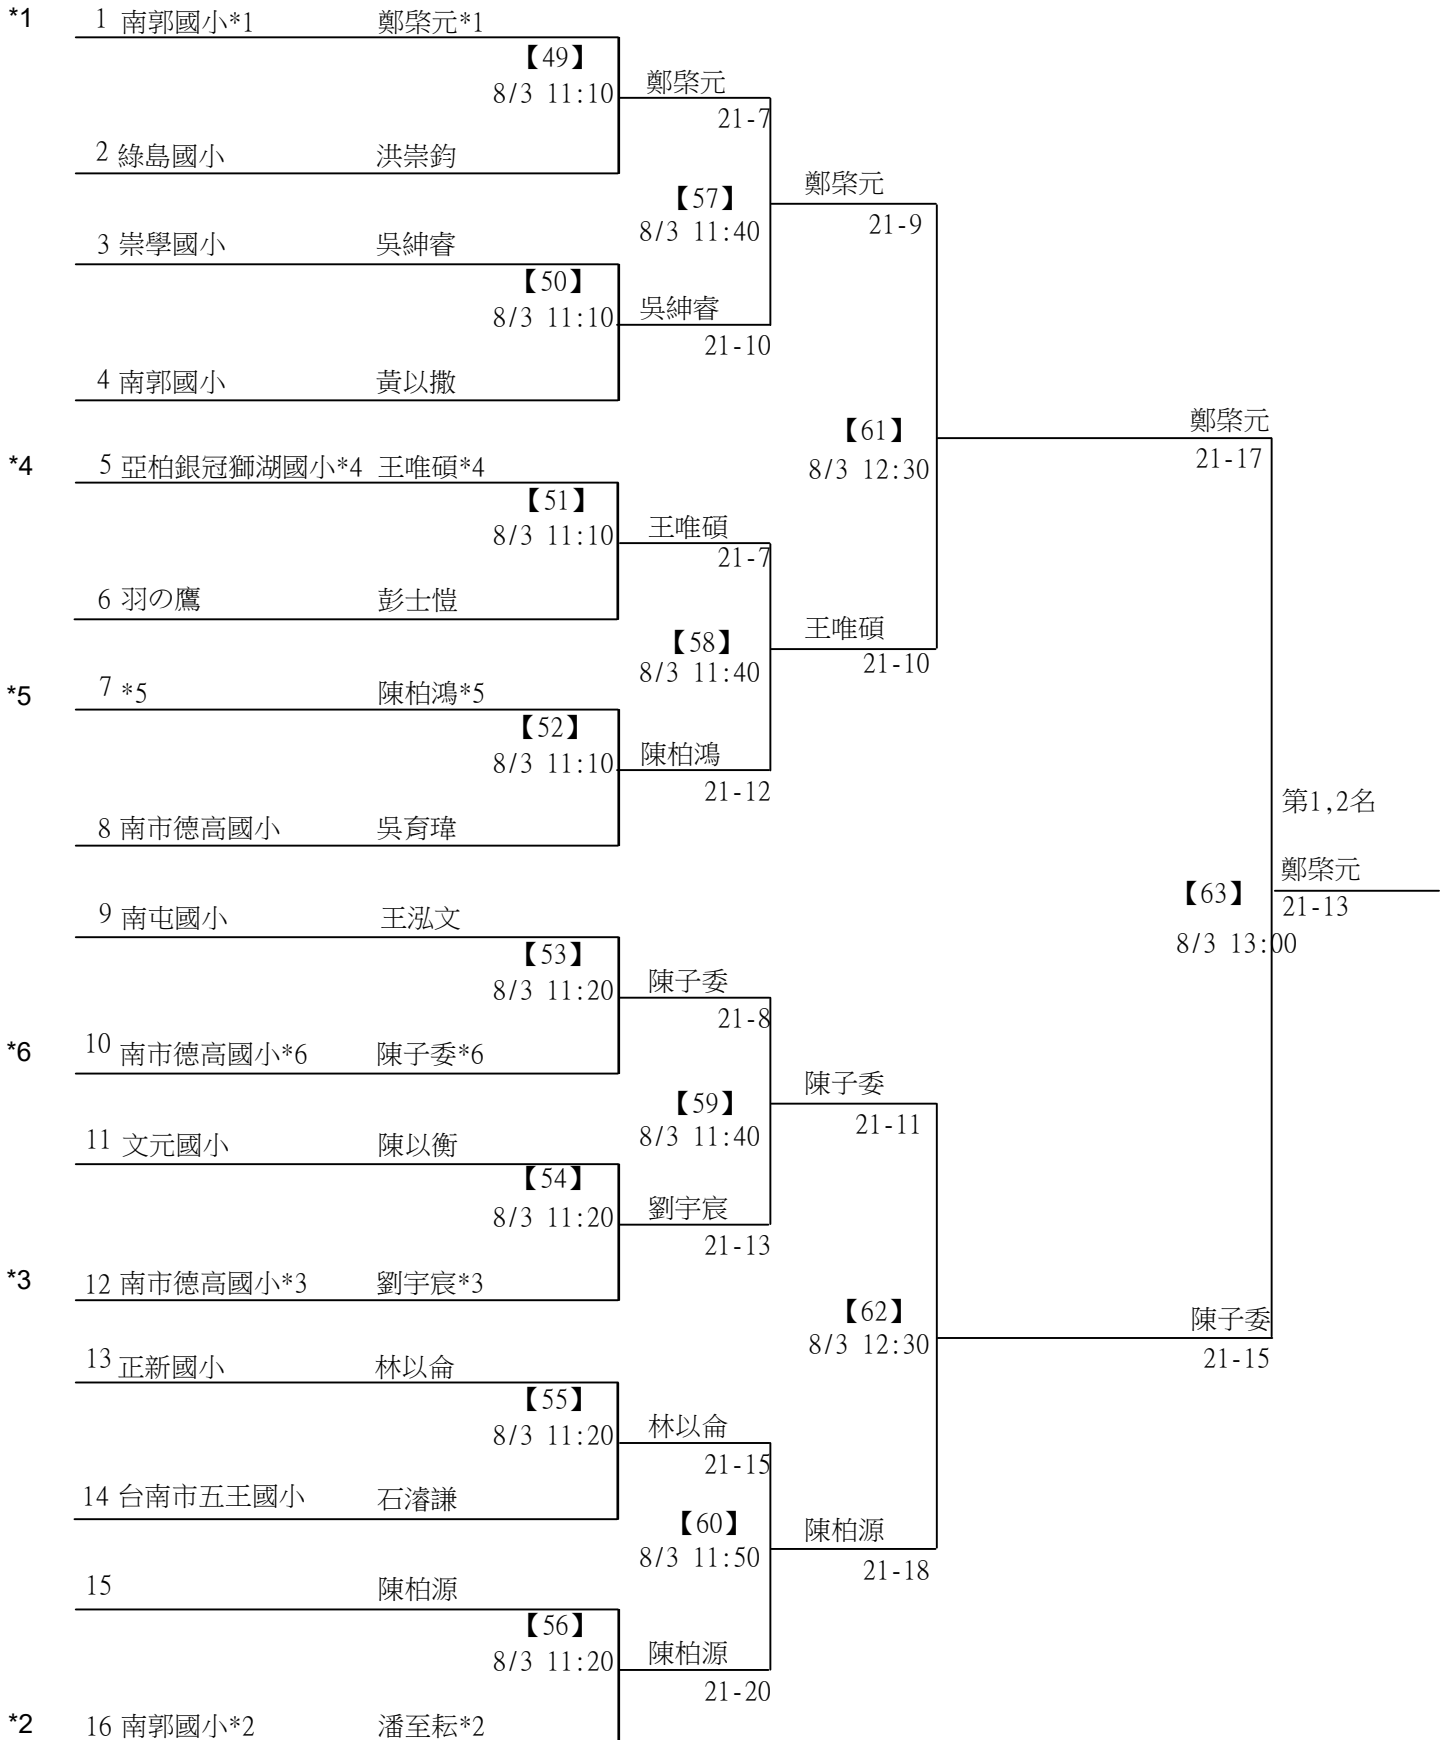 *1 1 南郭國小*1 鄭棨元*1
【49】
8/3 11:10 鄭棨元
21-7
2 綠島國小 洪崇鈞
【57】 鄭棨元
8/3 11:40 21-9
3 崇學國小 吳紳睿
【50】
8/3 11:10 吳紳睿
21-10
4 南郭國小 黃以撒
【61】 鄭棨元
8/3 12:30 21-17
*4 5 亞柏銀冠獅湖國小*4 王唯碩*4
【51】
8/3 11:10 王唯碩
21-7
6 羽の鷹 彭士愷
【58】 王唯碩
8/3 11:40 21-10
*5 7 *5 陳柏鴻*5
【52】
8/3 11:10 陳柏鴻
21-12
第1,2名
8 南市德高國小 吳育瑋
【63】 鄭棨元
21-13
8/3 13:00
9 南屯國小 王泓文
【53】
8/3 11:20 陳子委
21-8
*6 10 南市德高國小*6 陳子委*6
【59】 陳子委
8/3 11:40 21-11
11 文元國小 陳以衡
【54】
8/3 11:20 劉宇宸
21-13
*3 12 南市德高國小*3 劉宇宸*3
【62】 陳子委
8/3 12:30 21-15
13 正新國小 林以侖
【55】
8/3 11:20 林以侖
21-15
14 台南市五王國小 石濬謙
【60】 陳柏源
8/3 11:50 21-18
15 陳柏源
【56】
8/3 11:20 陳柏源
21-20
*2 16 南郭國小*2 潘至耘*2